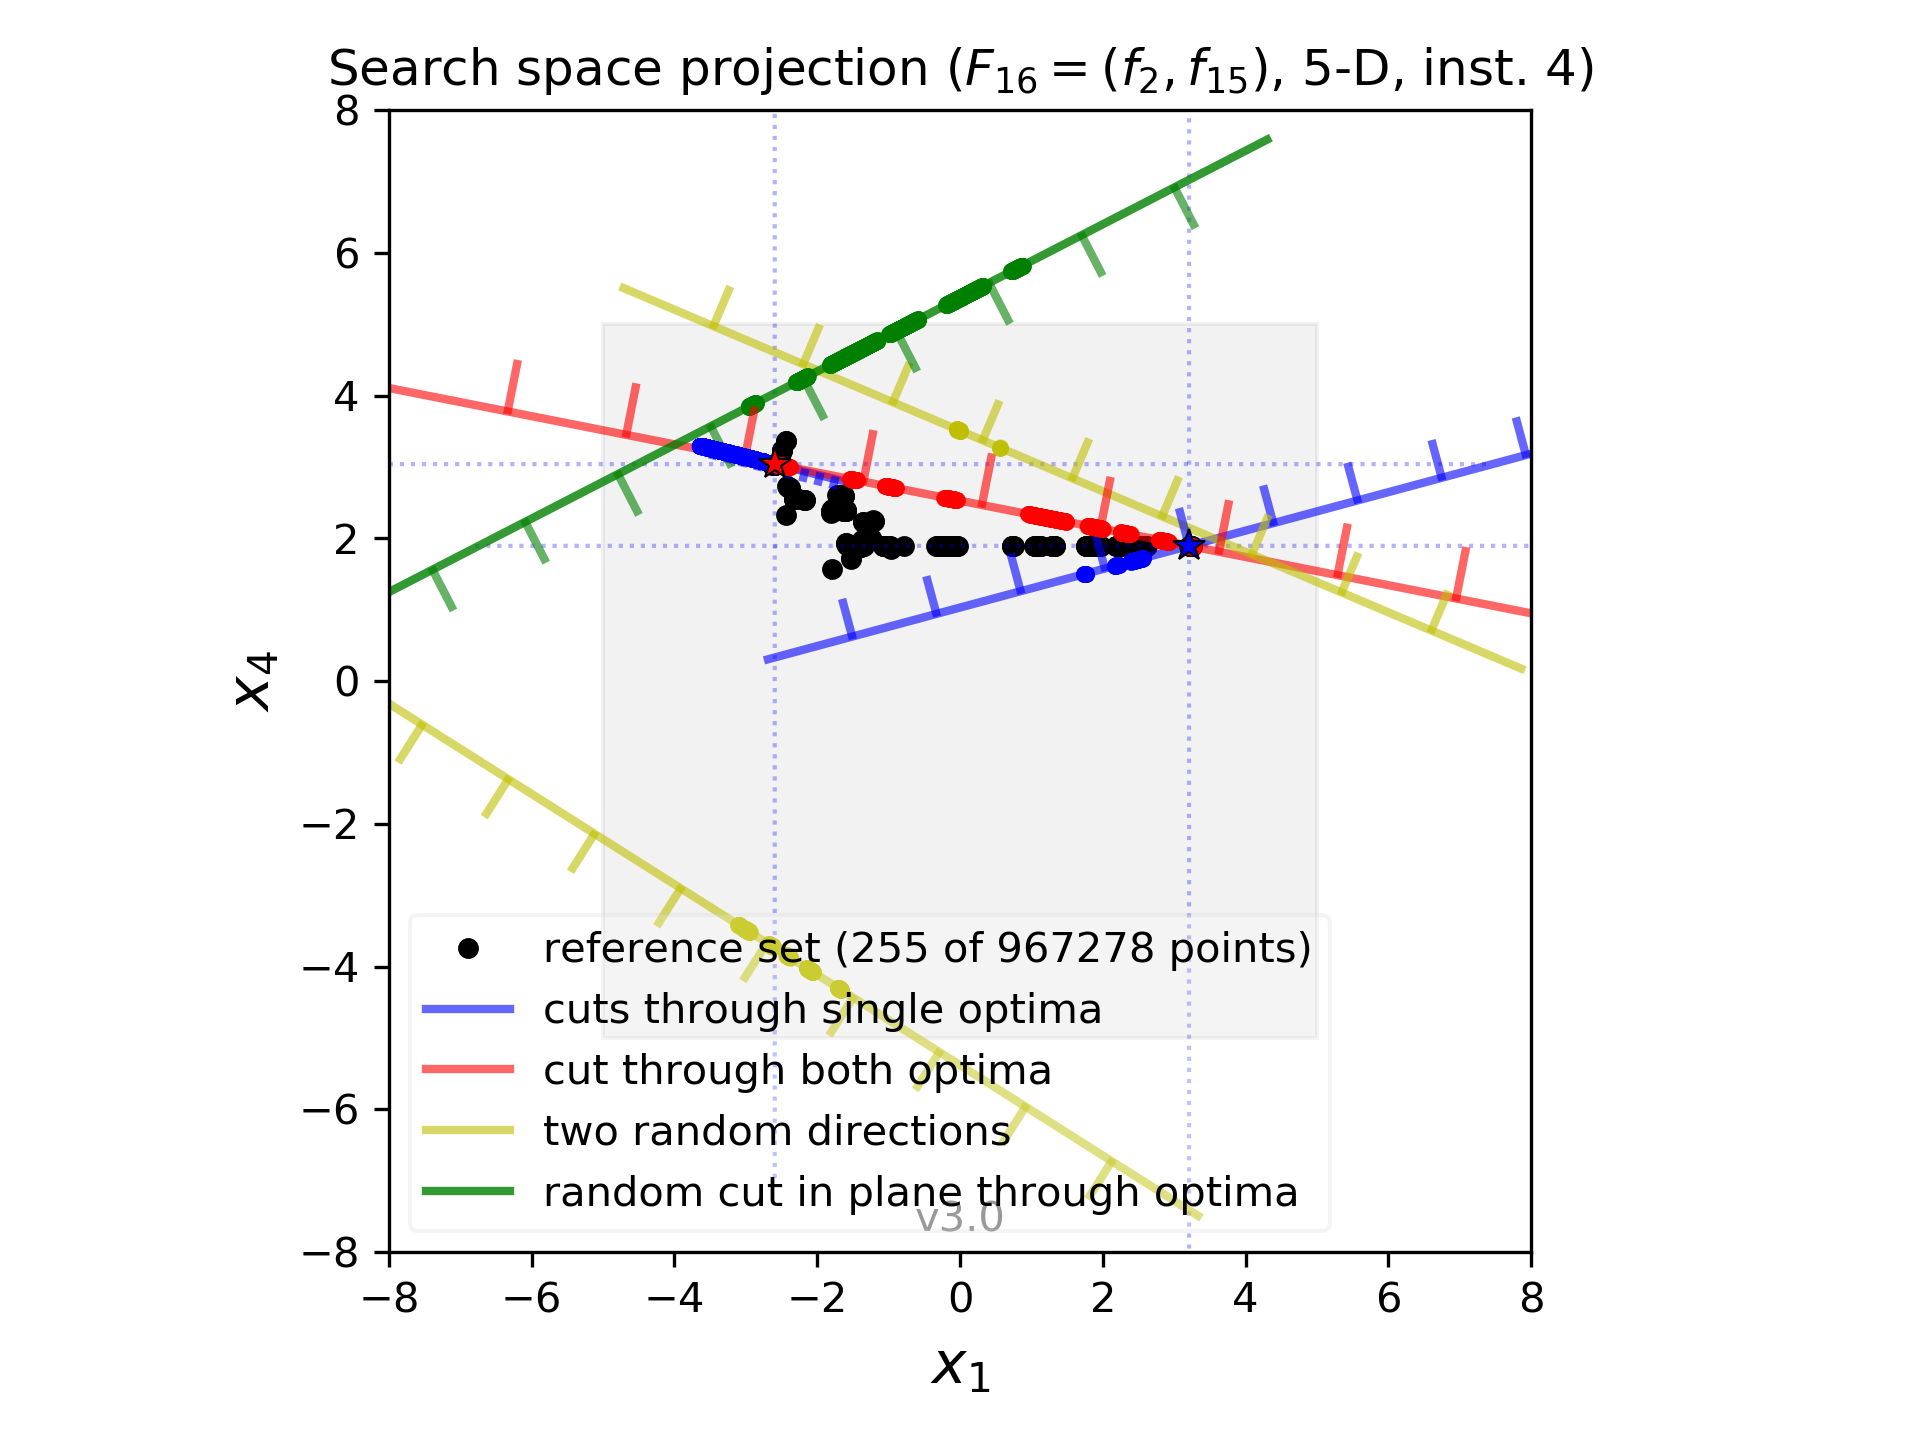 Search space projection (F₁₆ = (f₂, f₁₅), 5-D, inst. 4)
8
6
4
2
0
−2
−4
−6
−8
x₄
reference set (255 of 967278 points)
cuts through single optima
cut through both optima
two random directions
random cut in plane through optima
v3.0
−8 −6 −4 −2 0 2 4 6 8
x₁